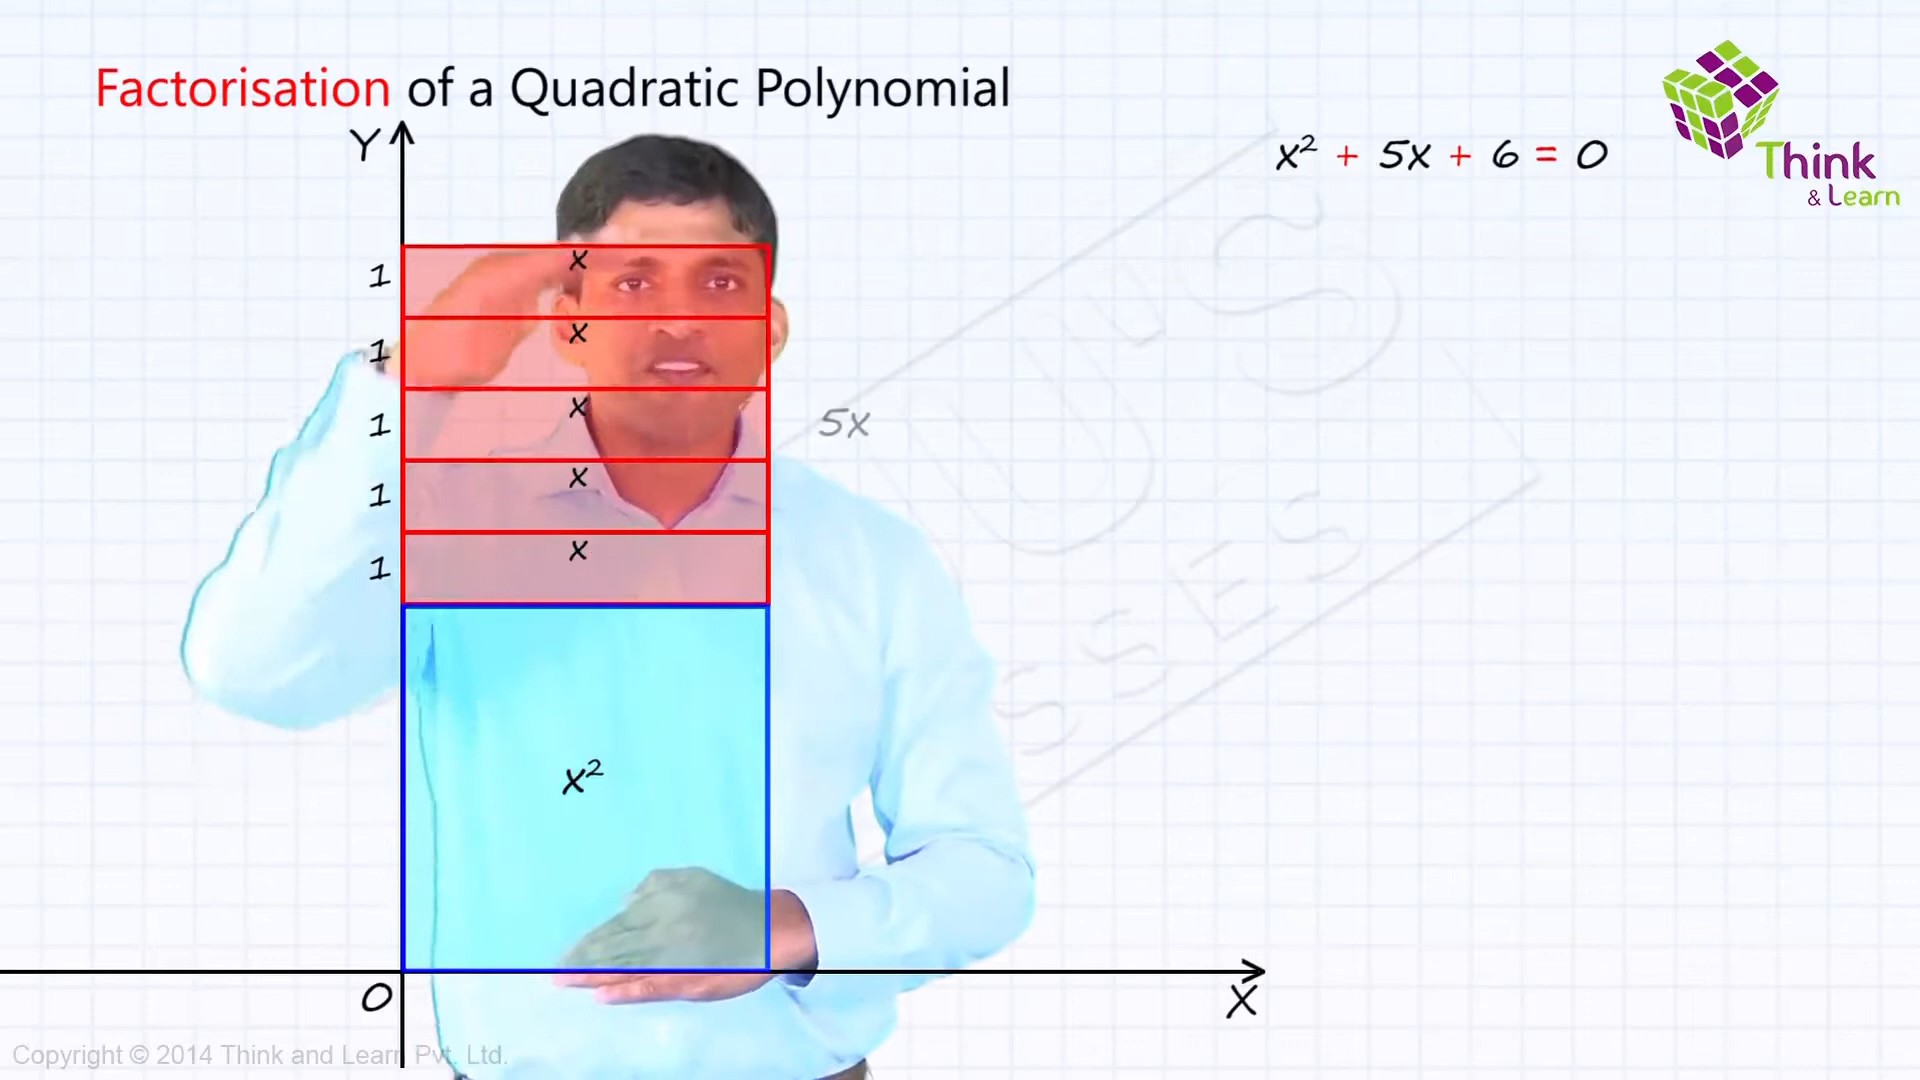 Factorisation of a Quadratic Polynomial
x² + 5x + 6 = 0
Think
& Learn
Y
1
x
1
x
1
x
5x
1
x
1
x
x²
O
X
USSES
Copyright © 2014 Think and Learn Pvt. Ltd.